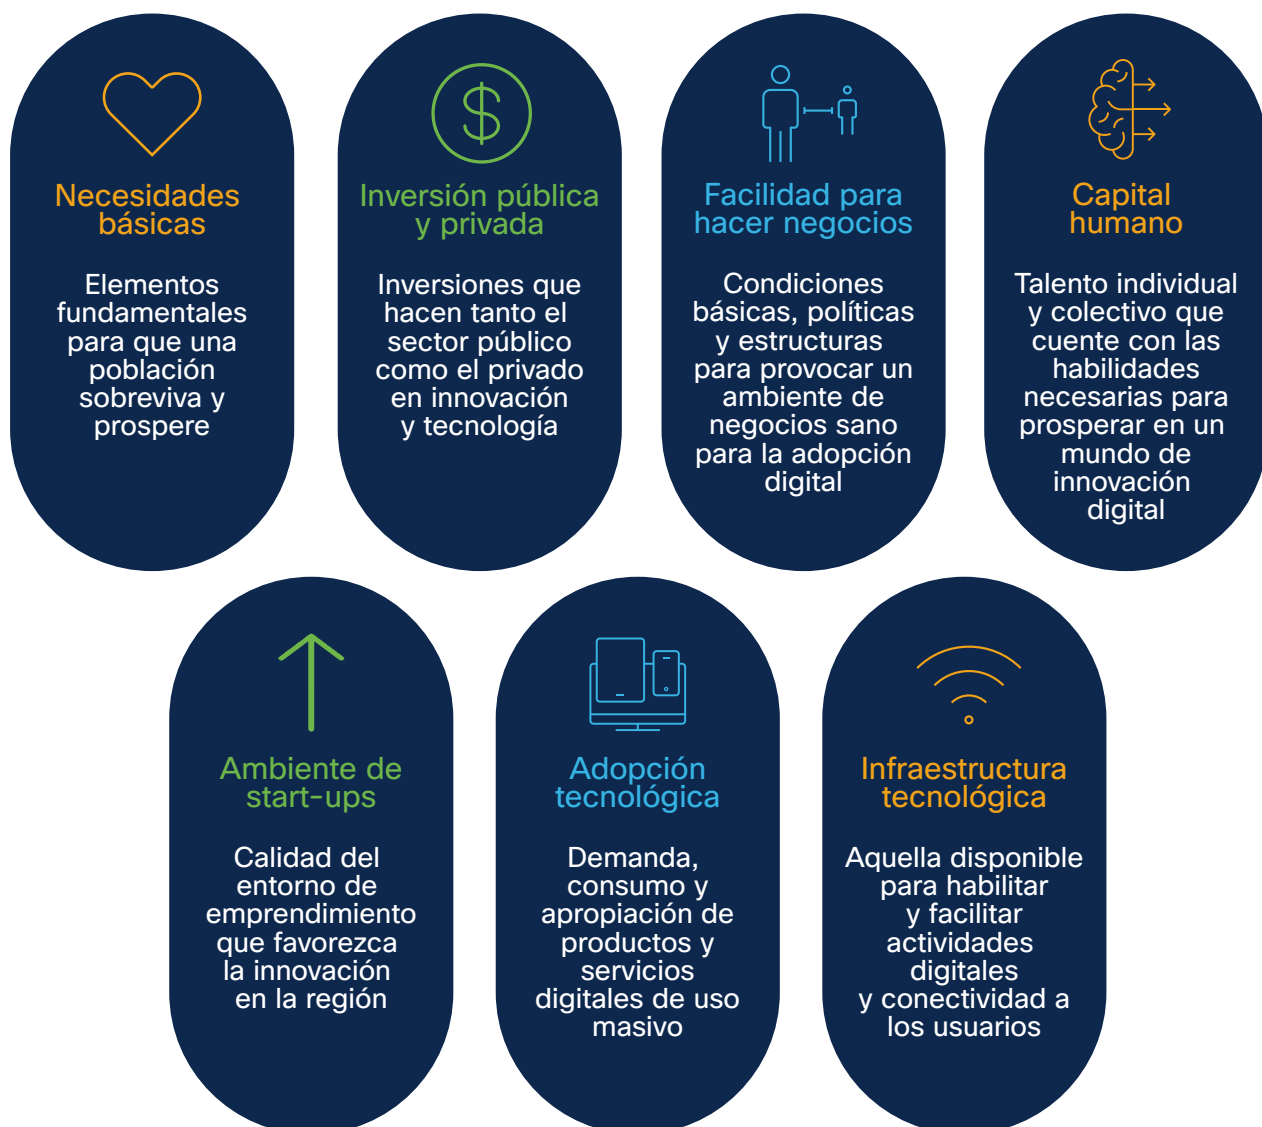 Necesidades
básicas
Elementos
fundamentales
para que una
población
sobreviva y
prospere
Inversión pública
y privada
Inversiones que
hacen tanto el
sector público
como el privado
en innovación
y tecnología
Facilidad para
hacer negocios
Condiciones
básicas, políticas
y estructuras
para provocar un
ambiente de
negocios sano
para la adopción
digital
Capital
humano
Talento individual
y colectivo que
cuente con las
habilidades
necesarias para
prosperar en un
mundo de
innovación
digital
Ambiente de
start-ups
Calidad del
entorno de
emprendimiento
que favorezca
la innovación
en la región
Adopción
tecnológica
Demanda,
consumo y
apropiación de
productos y
servicios
digitales de uso
masivo
Infraestructura
tecnológica
Aquella disponible
para habilitar
y facilitar
actividades
digitales
y conectividad a
los usuarios